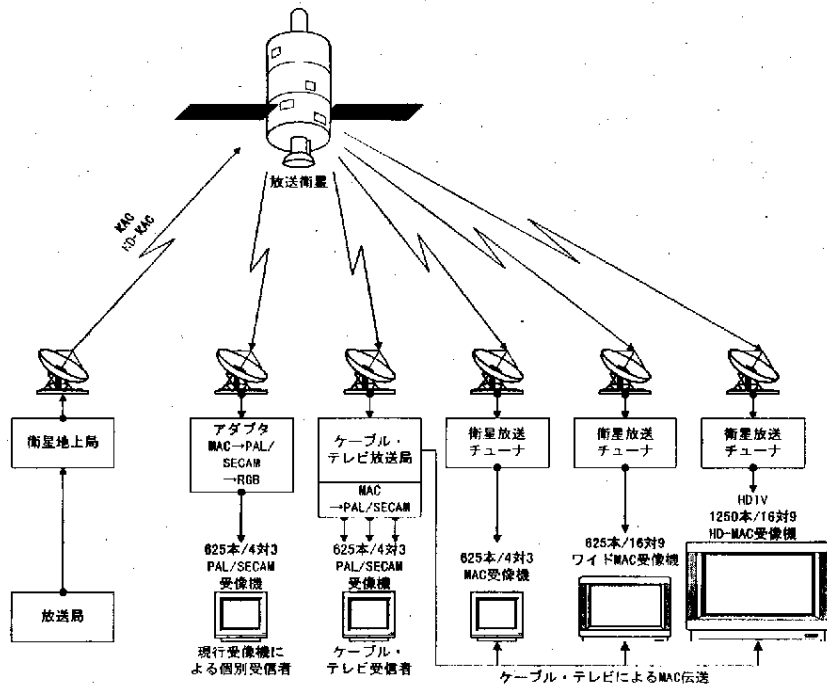 放送衛星
MAC
HD-MAC
衛星地上局
放送局
アダプタ
MAC→PAL/
SECAM
→RGB
625本/4対3
PAL/SECAM
受像機
現行受像機に
よる個別受信者
ケーブル・
テレビ放送局
MAC
→PAL/SECAM
625本/4対3
PAL/SECAM
受像機
ケーブル・
テレビ受信者
衛星放送
チューナ
625本/4対3
MAC受像機
衛星放送
チューナ
625本/16対9
ワイドMAC受像機
衛星放送
チューナ
HDTV
1250本/16対9
HD-MAC受像機
ケーブル・テレビによるMAC伝送